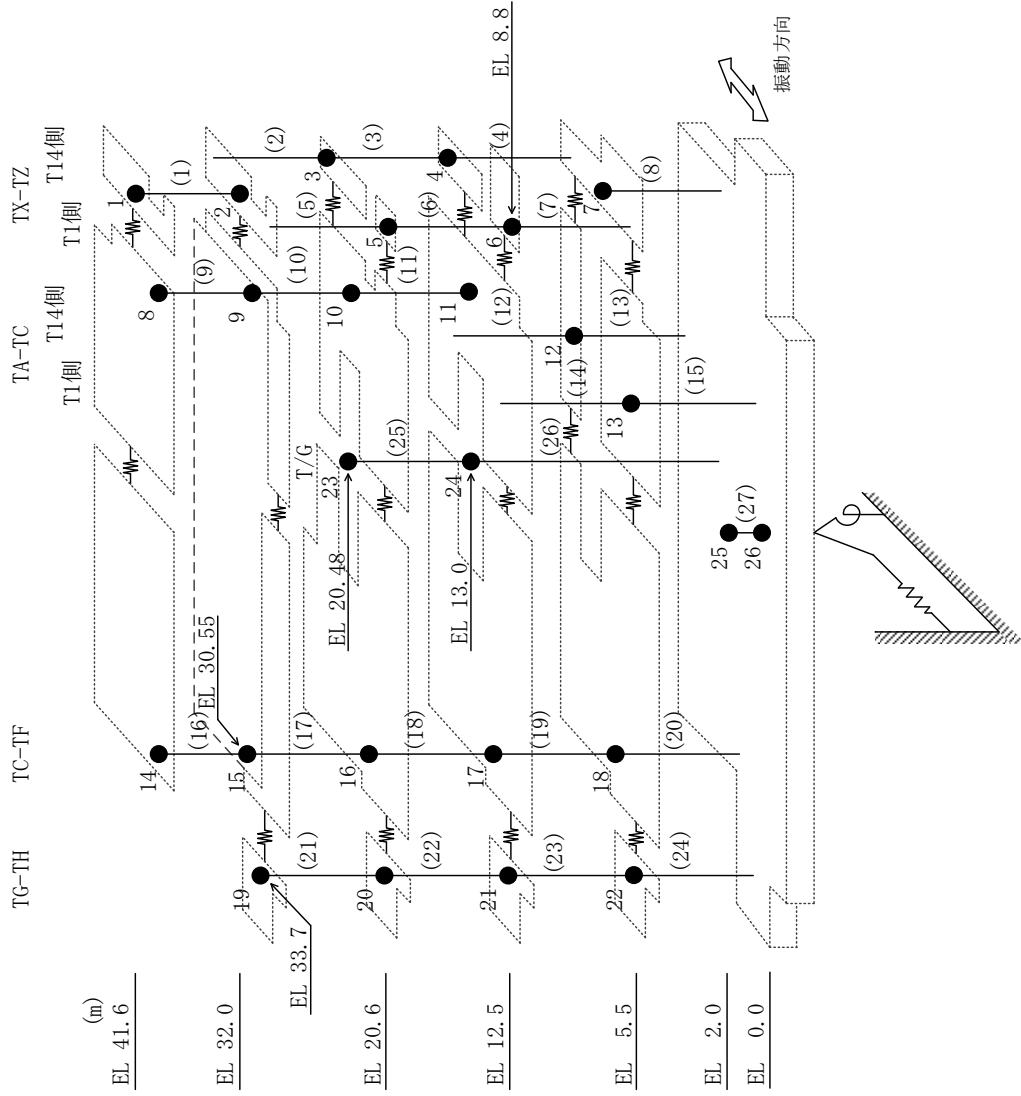 TG-TH
TC-TF
TA-TC
T1側
T14側
TX-TZ
T1側
T14側
(m)
EL 41.6
EL 32.0
EL 20.6
EL 12.5
EL 5.5
EL 2.0
EL 0.0
EL 33.7
EL 30.55
EL 20.48
EL 13.0
EL 8.8
T/G
振動方向
1
2
3
4
5
6
7
8
9
10
11
12
13
14
15
16
17
18
19
20
21
22
23
24
25
26
(1)
(2)
(3)
(4)
(5)
(6)
(7)
(8)
(9)
(10)
(11)
(12)
(13)
(14)
(15)
(16)
(17)
(18)
(19)
(20)
(21)
(22)
(23)
(24)
(25)
(26)
(27)